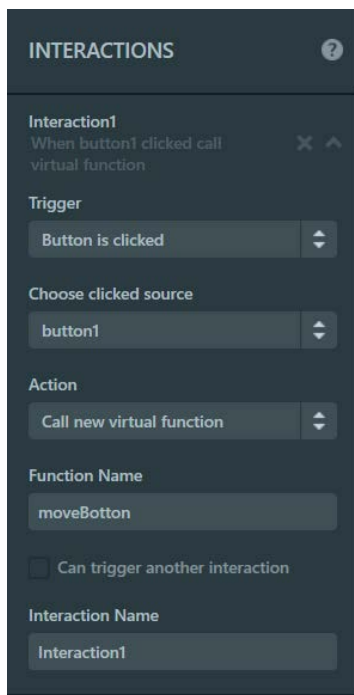 INTERACTIONS
?
Interaction1
When button1 clicked call
virtual function
Trigger
Button is clicked
Choose clicked source
button1
Action
Call new virtual function
Function Name
moveBotton
Can trigger another interaction
Interaction Name
Interaction1